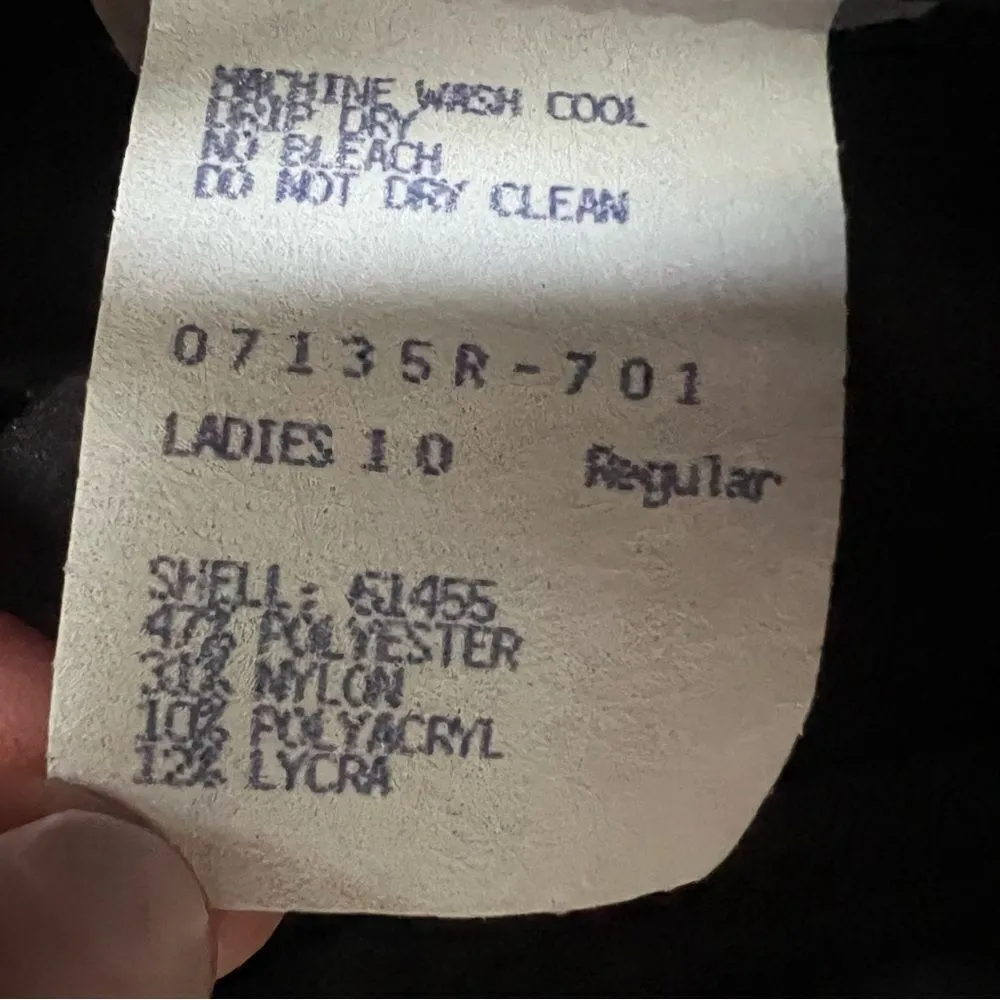 MACHINE WASH COOL
DRIP DRY
NO BLEACH
DO NOT DRY CLEAN
07135R-701
LADIES 10 Regular
SHELL: 61455
47% POLYESTER
31% NYLON
10% POLYACRYL
12% LYCRA